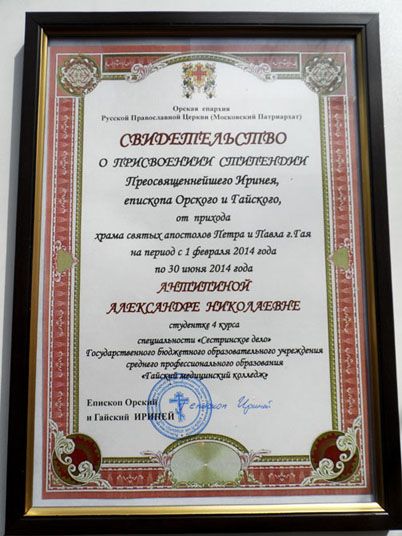 Орская епархия
Русской Православной Церкви (Московский Патриархат)
СВИДЕТЕЛЬСТВО
О ПРИСВОЕНИИИ СТИПЕНДИИ
Преосвященнейшего Иринея,
епископа Орского и Гайского,
от прихода
храма святых апостолов Петра и Павла г.Гая
на период с 1 февраля 2014 года
по 30 июня 2014 года
АНТИПИНОЙ
АЛЕКСАНДРЕ НИКОЛАЕВНЕ
студентке 4 курса
специальности «Сестринское дело»
Государственного бюджетного образовательного учреждения
среднего профессионального образования
«Гайский медицинский колледж»
Епископ Орский
и Гайский ИРИНЕЙ
Епископ Ириней